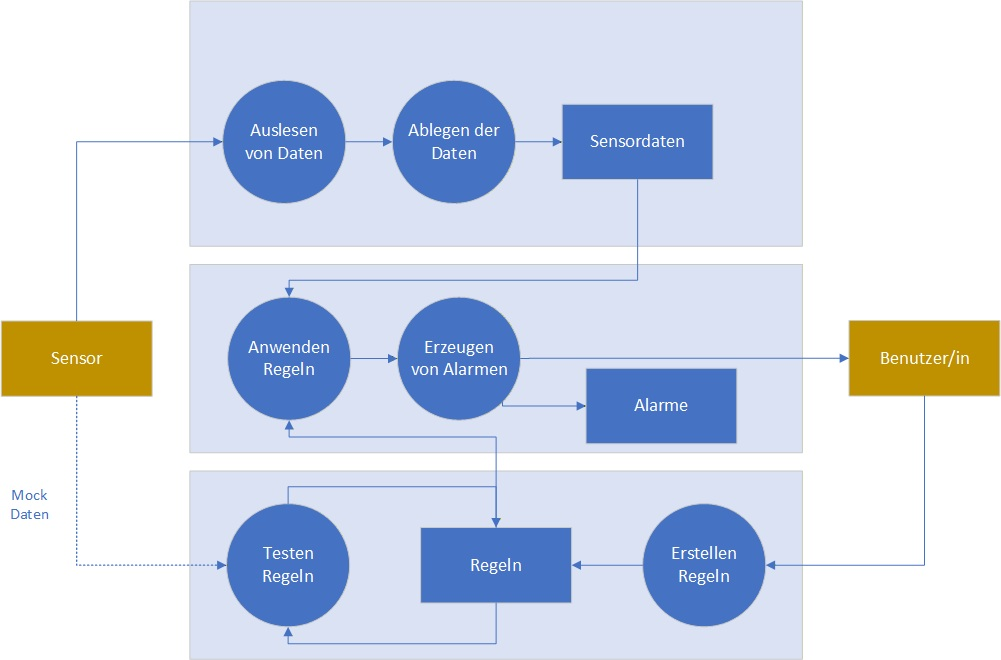 Auslesen
von Daten
Ablegen der
Daten
Sensordaten
Sensor
Anwenden
Regeln
Erzeugen
von Alarmen
Alarme
Benutzer/in
Mock
Daten
Testen
Regeln
Regeln
Erstellen
Regeln